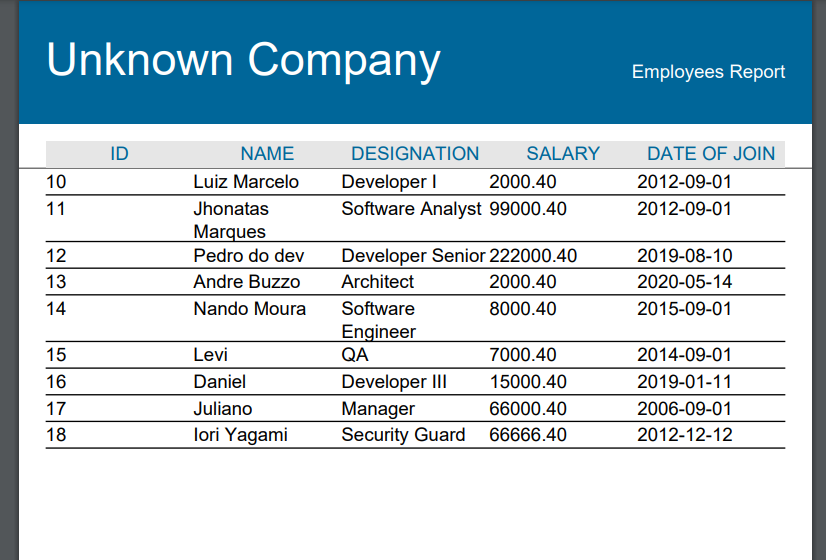 Unknown Company
Employees Report
ID NAME DESIGNATION SALARY DATE OF JOIN
10 Luiz Marcelo Developer I 2000.40 2012-09-01
11 Jhonatas Software Analyst 99000.40 2012-09-01
Marques
12 Pedro do dev Developer Senior 222000.40 2019-08-10
13 Andre Buzzo Architect 2000.40 2020-05-14
14 Nando Moura Software 8000.40 2015-09-01
Engineer
15 Levi QA 7000.40 2014-09-01
16 Daniel Developer III 15000.40 2019-01-11
17 Juliano Manager 66000.40 2006-09-01
18 Iori Yagami Security Guard 66666.40 2012-12-12